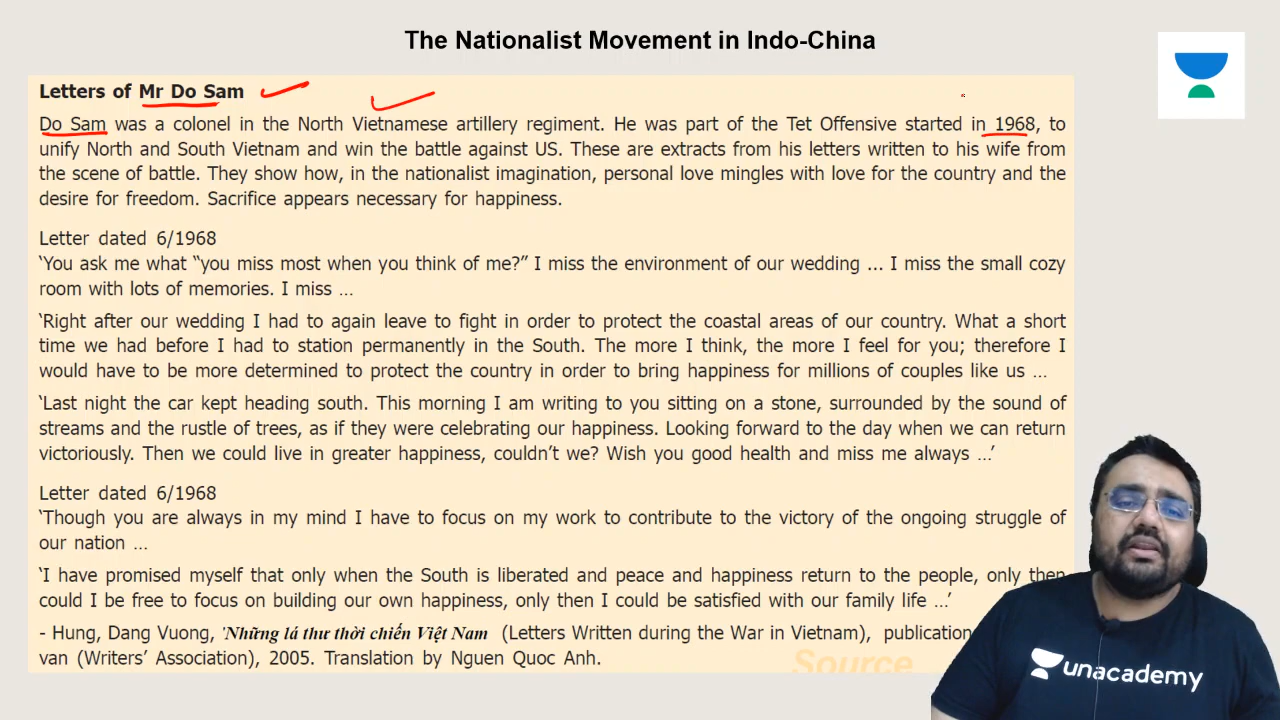 The Nationalist Movement in Indo-China
Letters of Mr Do Sam
Do Sam was a colonel in the North Vietnamese artillery regiment. He was part of the Tet Offensive started in 1968, to
unify North and South Vietnam and win the battle against US. These are extracts from his letters written to his wife from
the scene of battle. They show how, in the nationalist imagination, personal love mingles with love for the country and the
desire for freedom. Sacrifice appears necessary for happiness.
Letter dated 6/1968
‘You ask me what “you miss most when you think of me?” I miss the environment of our wedding ... I miss the small cozy
room with lots of memories. I miss ...
‘Right after our wedding I had to again leave to fight in order to protect the coastal areas of our country. What a short
time we had before I had to station permanently in the South. The more I think, the more I feel for you; therefore I
would have to be more determined to protect the country in order to bring happiness for millions of couples like us ...
‘Last night the car kept heading south. This morning I am writing to you sitting on a stone, surrounded by the sound of
streams and the rustle of trees, as if they were celebrating our happiness. Looking forward to the day when we can return
victoriously. Then we could live in greater happiness, couldn’t we? Wish you good health and miss me always ...’
Letter dated 6/1968
‘Though you are always in my mind I have to focus on my work to contribute to the victory of the ongoing struggle of
our nation ...
‘I have promised myself that only when the South is liberated and peace and happiness return to the people, only then
could I be free to focus on building our own happiness, only then I could be satisfied with our family life ...’
- Hung, Dang Vuong, ’Những lá thư thời chiến Việt Nam (Letters Written during the War in Vietnam), publication
van (Writers’ Association), 2005. Translation by Nguen Quoc Anh.
Source
unacademy